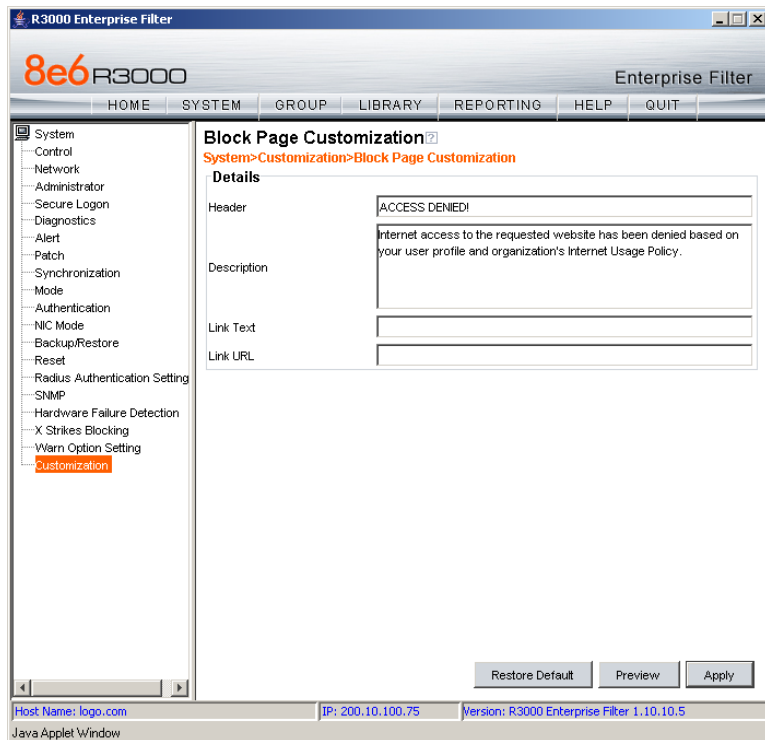 R3000 Enterprise Filter
8e6 R3000
Enterprise Filter
HOME SYSTEM GROUP LIBRARY REPORTING HELP QUIT
System
Control
Network
Administrator
Secure Logon
Diagnostics
Alert
Patch
Synchronization
Mode
Authentication
NIC Mode
Backup/Restore
Reset
Radius Authentication Setting
SNMP
Hardware Failure Detection
X Strikes Blocking
Warn Option Setting
Customization
Block Page Customization ?
System>Customization>Block Page Customization
Details
Header
ACCESS DENIED!
Description
Internet access to the requested website has been denied based on
your user profile and organization's Internet Usage Policy.
Link Text
Link URL
Restore Default Preview Apply
Host Name: logo.com IP: 200.10.100.75 Version: R3000 Enterprise Filter 1.10.10.5
Java Applet Window